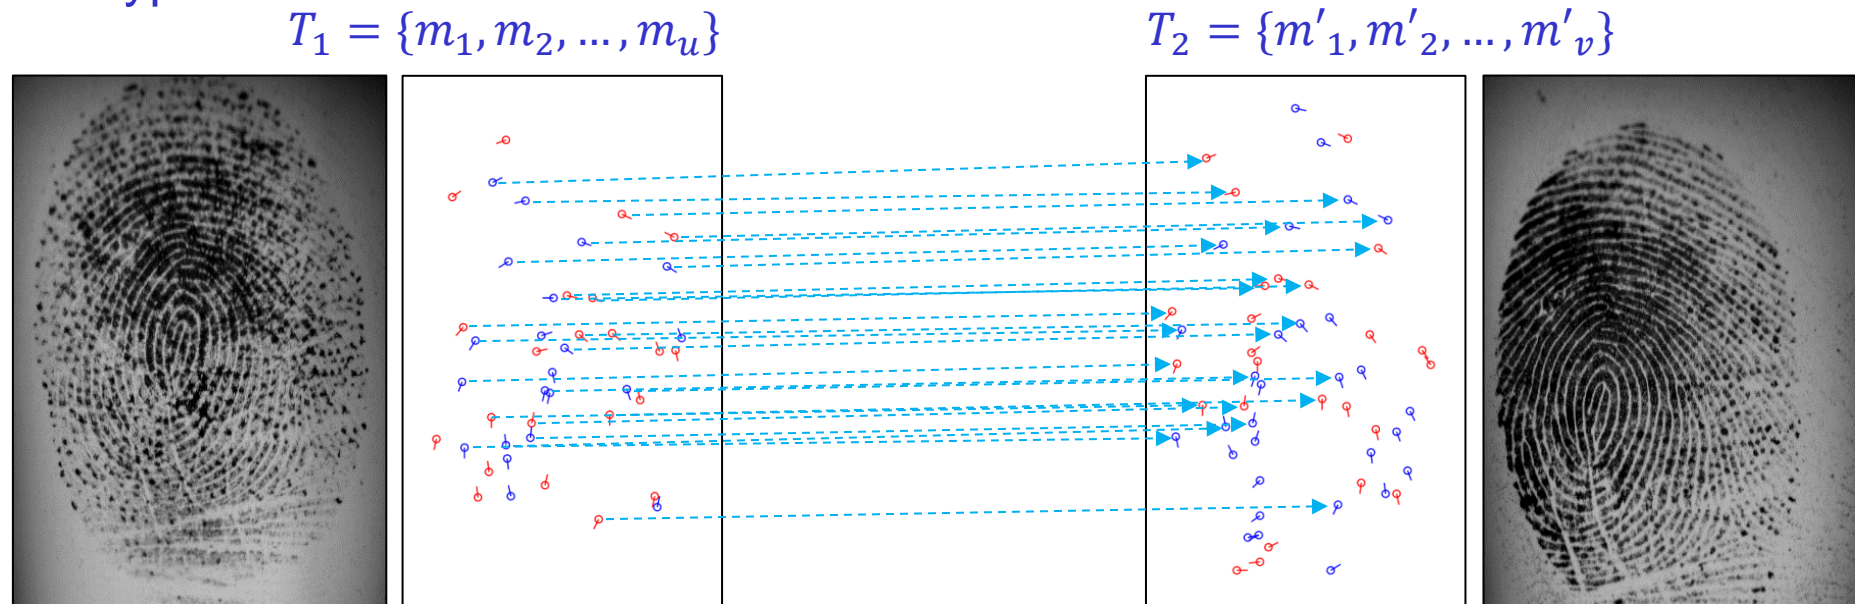 T₁ = {m₁, m₂, …, mᵤ}
T₂ = {m'₁, m'₂, …, m'ᵥ}